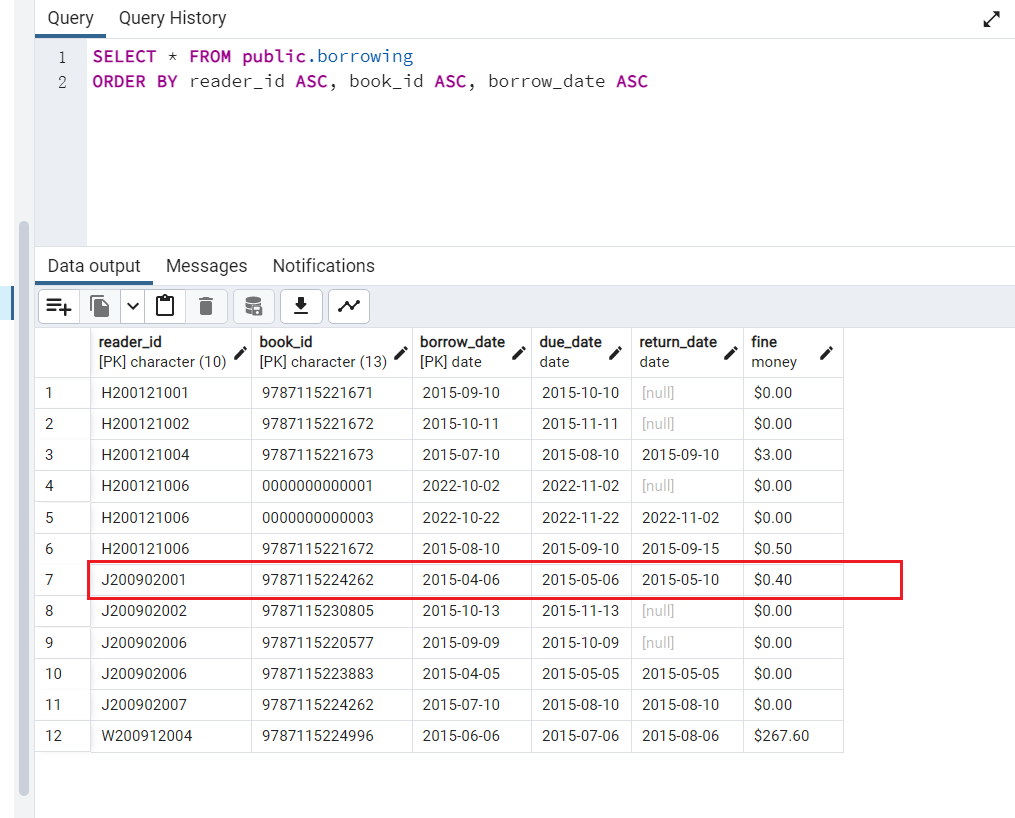 Query Query History
1 SELECT * FROM public.borrowing
2 ORDER BY reader_id ASC, book_id ASC, borrow_date ASC
Data output Messages Notifications
reader_id book_id borrow_date due_date return_date fine
[PK] character (10) [PK] character (13) [PK] date date date money
1 H200121001 9787115221671 2015-09-10 2015-10-10 [null] $0.00
2 H200121002 9787115221672 2015-10-11 2015-11-11 [null] $0.00
3 H200121004 9787115221673 2015-07-10 2015-08-10 2015-09-10 $3.00
4 H200121006 0000000000001 2022-10-02 2022-11-02 [null] $0.00
5 H200121006 0000000000003 2022-10-22 2022-11-22 2022-11-02 $0.00
6 H200121006 9787115221672 2015-08-10 2015-09-10 2015-09-15 $0.50
7 J200902001 9787115224262 2015-04-06 2015-05-06 2015-05-10 $0.40
8 J200902002 9787115230805 2015-10-13 2015-11-13 [null] $0.00
9 J200902006 9787115220577 2015-09-09 2015-10-09 [null] $0.00
10 J200902006 9787115223883 2015-04-05 2015-05-05 2015-05-05 $0.00
11 J200902007 9787115224262 2015-07-10 2015-08-10 2015-08-10 $0.00
12 W200912004 9787115224996 2015-06-06 2015-07-06 2015-08-06 $267.60